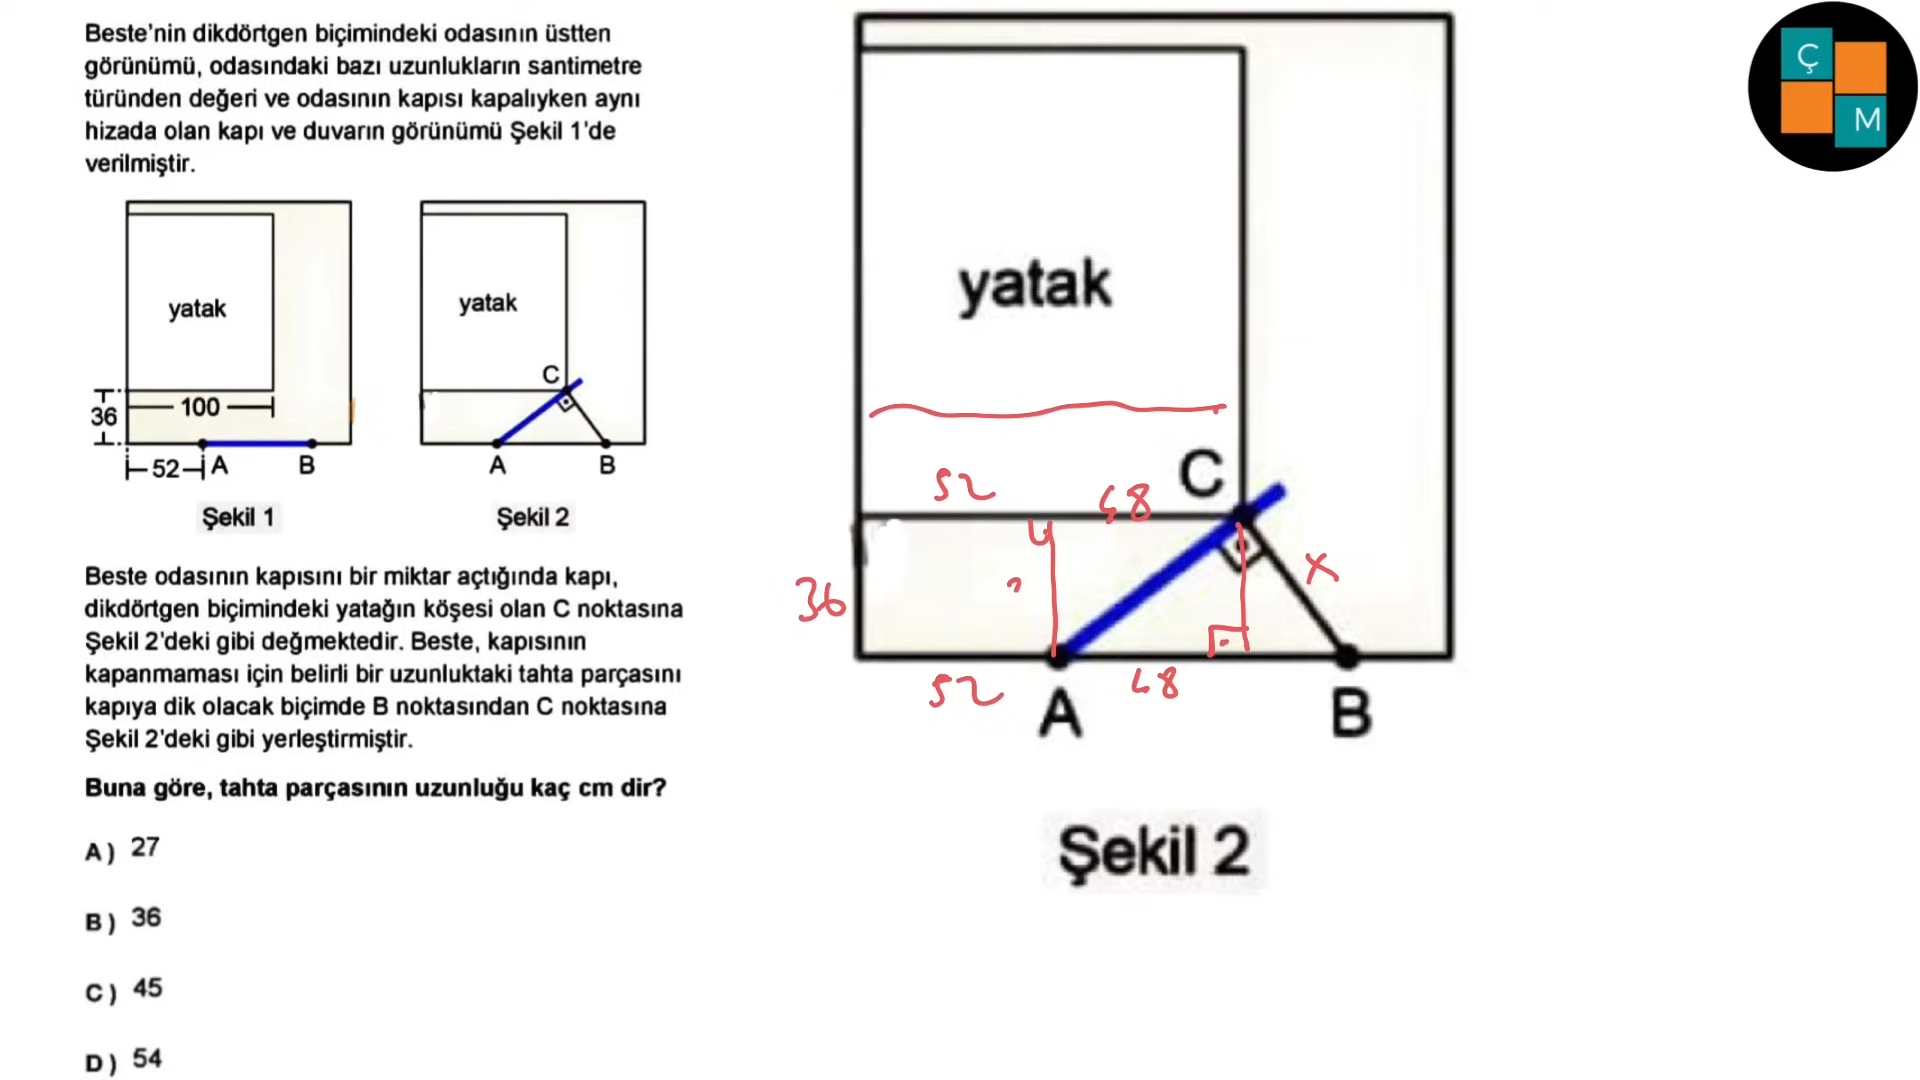 Beste'nin dikdörtgen biçimindeki odasının üstten
görünümü, odasındaki bazı uzunlukların santimetre
türünden değeri ve odasının kapısı kapalıyken aynı
hizada olan kapı ve duvarın görünümü Şekil 1'de
verilmiştir.
yatak
36
100
52
A
B
Şekil 1
yatak
C
A
B
Şekil 2
Beste odasının kapısını bir miktar açtığında kapı,
dikdörtgen biçimindeki yatağın köşesi olan C noktasına
Şekil 2'deki gibi değmektedir. Beste, kapısının
kapanmaması için belirli bir uzunluktaki tahta parçasını
kapıya dik olacak biçimde B noktasından C noktasına
Şekil 2'deki gibi yerleştirmiştir.
Buna göre, tahta parçasının uzunluğu kaç cm dir?
A) 27
B) 36
C) 45
D) 54
yatak
C
52
48
36
x
52
48
A
B
Şekil 2
Ç
M